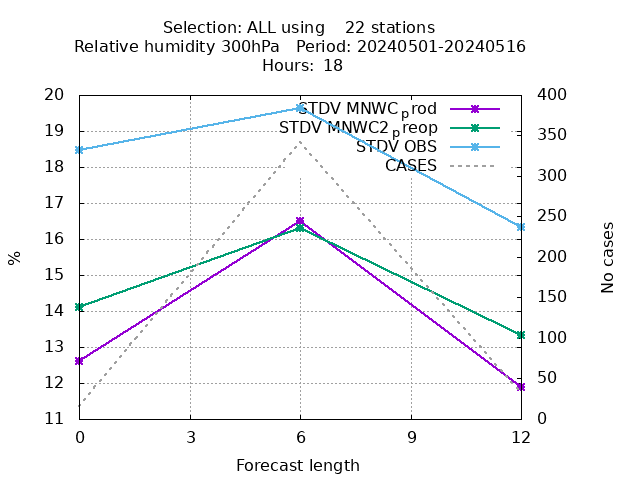 Selection: ALL using    22 stations
Relative humidity 300hPa   Period: 20240501-20240516
Hours: 18
20 400
STDV MNWCprod
19 350
STDV MNWC2preop
STDV OBS
18 300
CASES
17 250
16 200
15 150
14 100
13 50
12
11 0
%
No cases
0 3 6 9 12
Forecast length